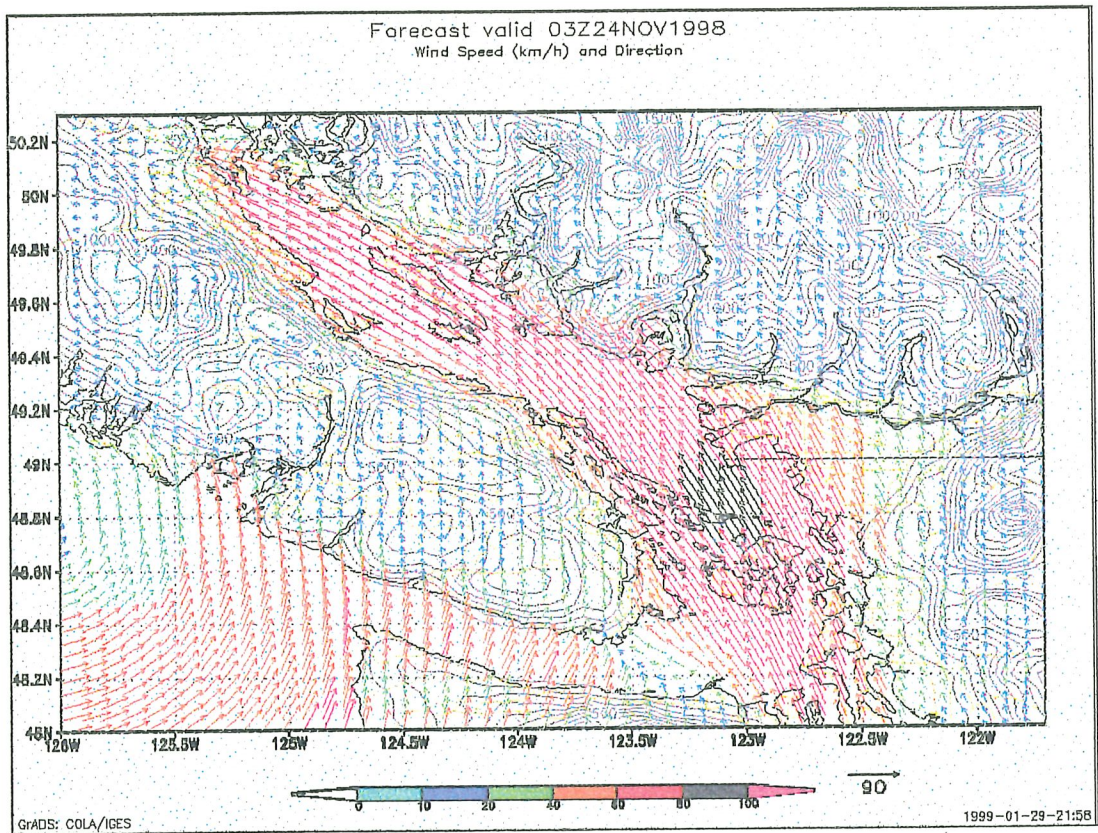 Forecast valid 03Z24NOV1998
Wind Speed (km/h) and Direction
50.2N
50N
49.8N
49.6N
49.4N
49.2N
49N
48.8N
48.6N
48.4N
48.2N
48N
126W 125.5W 125W 124.5W 124W 123.5W 123W 122.5W 122W
0 10 20 40 60 80 100
90
GrADS: COLA/IGES
1999-01-29-21:58